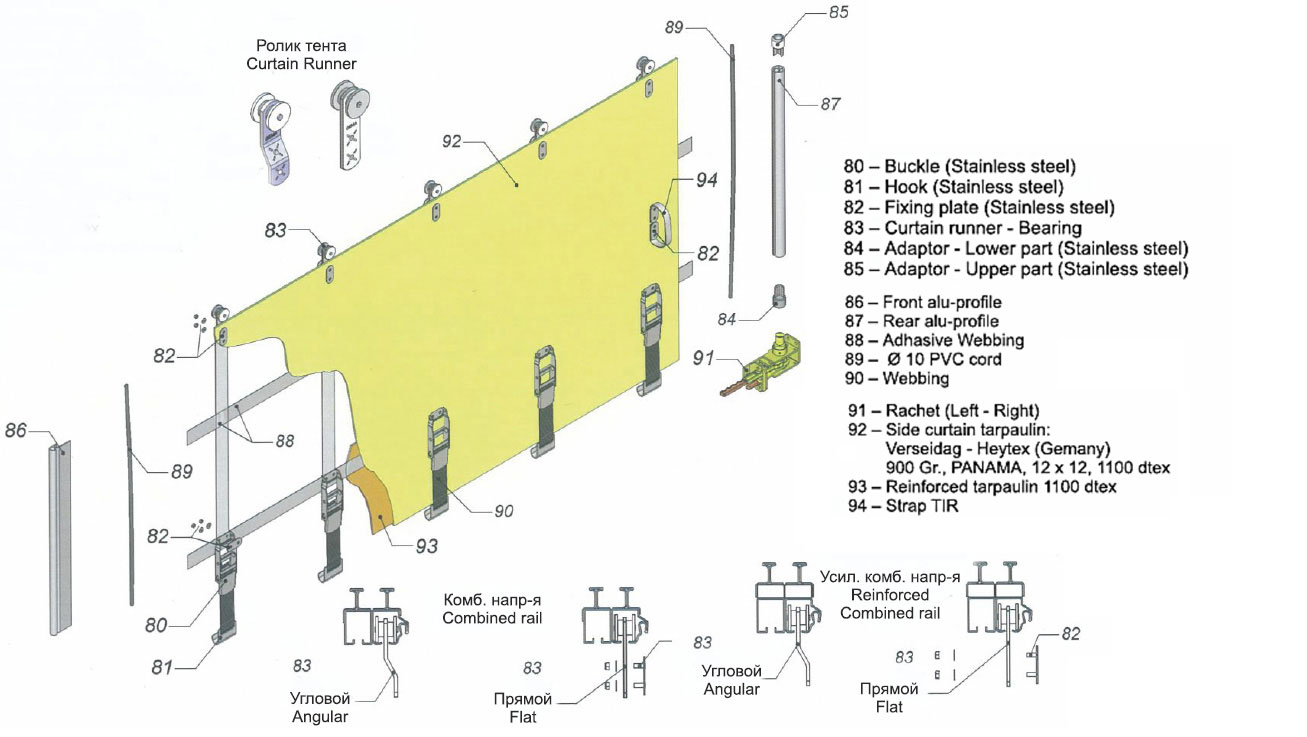 85
89
Ролик тента
Curtain Runner
87
92
94
83
82
84
82
91
86
88
89
90
82
93
80
81
80 – Buckle (Stainless steel)
81 – Hook (Stainless steel)
82 – Fixing plate (Stainless steel)
83 – Curtain runner - Bearing
84 – Adaptor - Lower part (Stainless steel)
85 – Adaptor - Upper part (Stainless steel)
86 – Front alu-profile
87 – Rear alu-profile
88 – Adhasive Webbing
89 – Ø 10 PVC cord
90 – Webbing
91 – Rachet (Left - Right)
92 – Side curtain tarpaulin:
Verseidag - Heytex (Gemany)
900 Gr., PANAMA, 12 x 12, 1100 dtex
93 – Reinforced tarpaulin 1100 dtex
94 – Strap TIR
Комб. напр-я
Combined rail
Усил. комб. напр-я
Reinforced
Combined rail
83
Угловой
Angular
83
83
Прямой
Flat
Угловой
Angular
83
82
Прямой
Flat